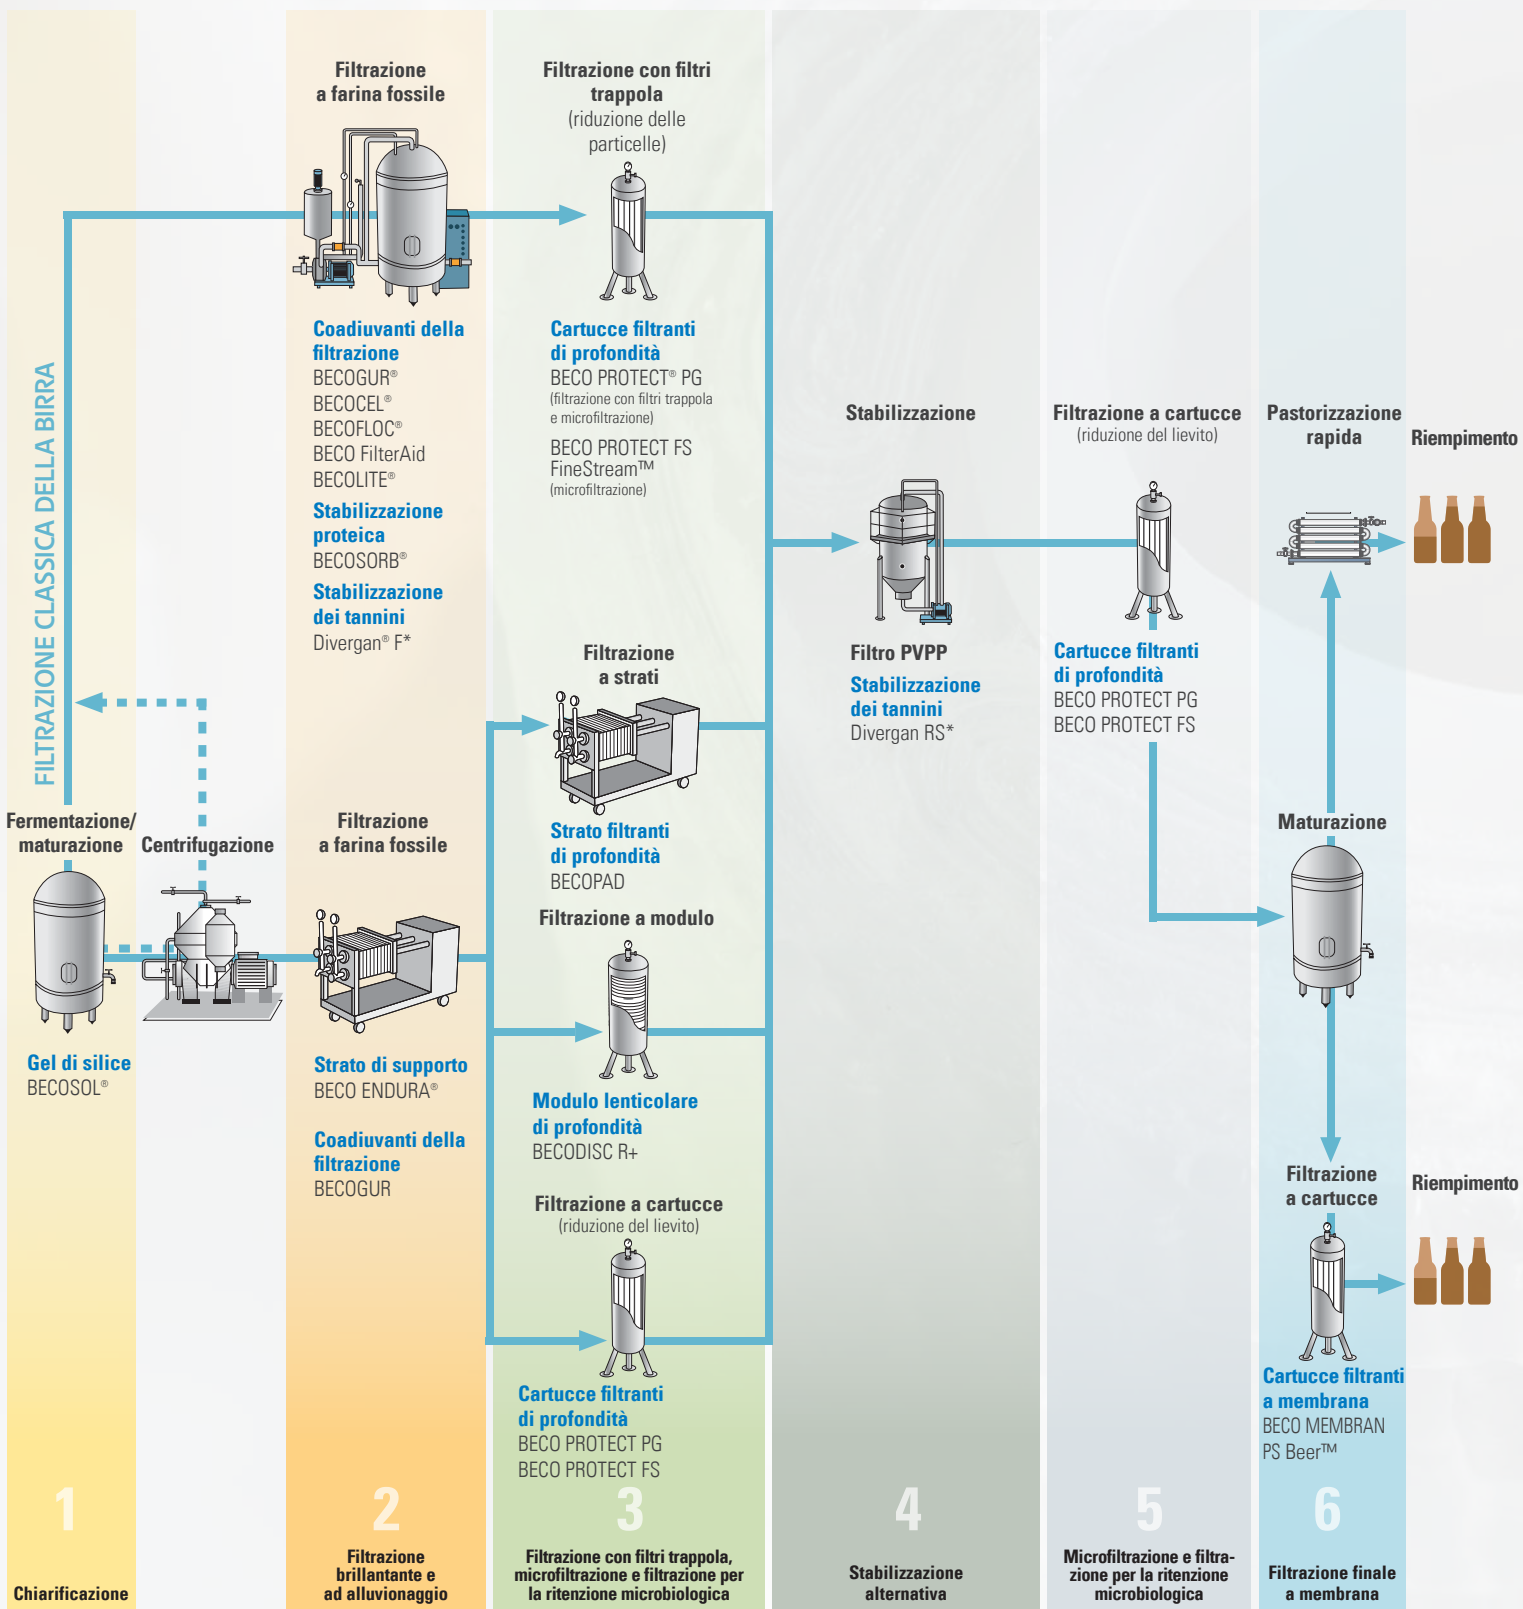 FILTRAZIONE CLASSICA DELLA BIRRA
Fermentazione/
maturazione
Gel di silice
BECOSOL®
1
Chiarificazione
Centrifugazione
Filtrazione
a farina fossile
Coadiuvanti della
filtrazione
BECOGUR®
BECOCEL®
BECOFLOC®
BECO FilterAid
BECOLITE®
Stabilizzazione
proteica
BECOSORB®
Stabilizzazione
dei tannini
Divergan® F*
Filtrazione
a farina fossile
Strato di supporto
BECO ENDURA®
Coadiuvanti della
filtrazione
BECOGUR
2
Filtrazione
brillantante e
ad alluvionaggio
Filtrazione con filtri
trappola
(riduzione delle
particelle)
Cartucce filtranti
di profondità
BECO PROTECT® PG
(filtrazione con filtri trappola
e microfiltrazione)
BECO PROTECT FS
FineStream™
(microfiltrazione)
Filtrazione
a strati
Strato filtranti
di profondità
BECOPAD
Filtrazione a modulo
Modulo lenticolare
di profondità
BECODISC R+
Filtrazione a cartucce
(riduzione del lievito)
Cartucce filtranti
di profondità
BECO PROTECT PG
BECO PROTECT FS
3
Filtrazione con filtri trappola,
microfiltrazione e filtrazione per
la ritenzione microbiologica
Stabilizzazione
Filtro PVPP
Stabilizzazione
dei tannini
Divergan RS*
4
Stabilizzazione
alternativa
Filtrazione a cartucce
(riduzione del lievito)
Cartucce filtranti
di profondità
BECO PROTECT PG
BECO PROTECT FS
5
Microfiltrazione e filtra-
zione per la ritenzione
microbiologica
Pastorizzazione
rapida
Riempimento
Maturazione
Filtrazione
a cartucce
Riempimento
Cartucce filtranti
a membrana
BECO MEMBRAN
PS Beer™
6
Filtrazione finale
a membrana